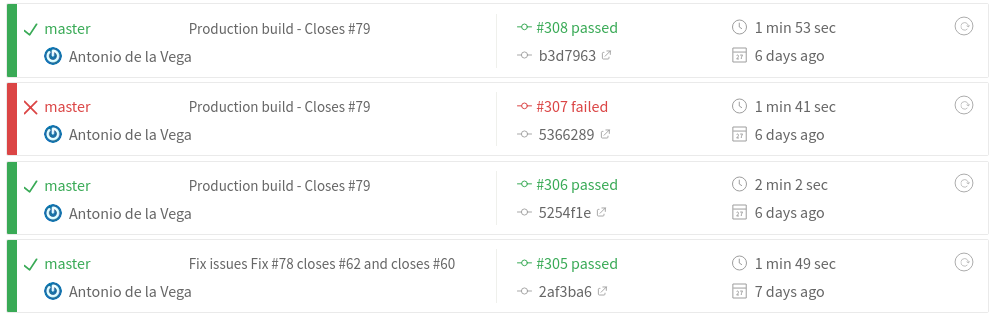 master Production build - Closes #79 #308 passed 1 min 53 sec
Antonio de la Vega b3d7963 27 6 days ago
master Production build - Closes #79 #307 failed 1 min 41 sec
Antonio de la Vega 5366289 27 6 days ago
master Production build - Closes #79 #306 passed 2 min 2 sec
Antonio de la Vega 5254f1e 27 6 days ago
master Fix issues Fix #78 closes #62 and closes #60 #305 passed 1 min 49 sec
Antonio de la Vega 2af3ba6 27 7 days ago